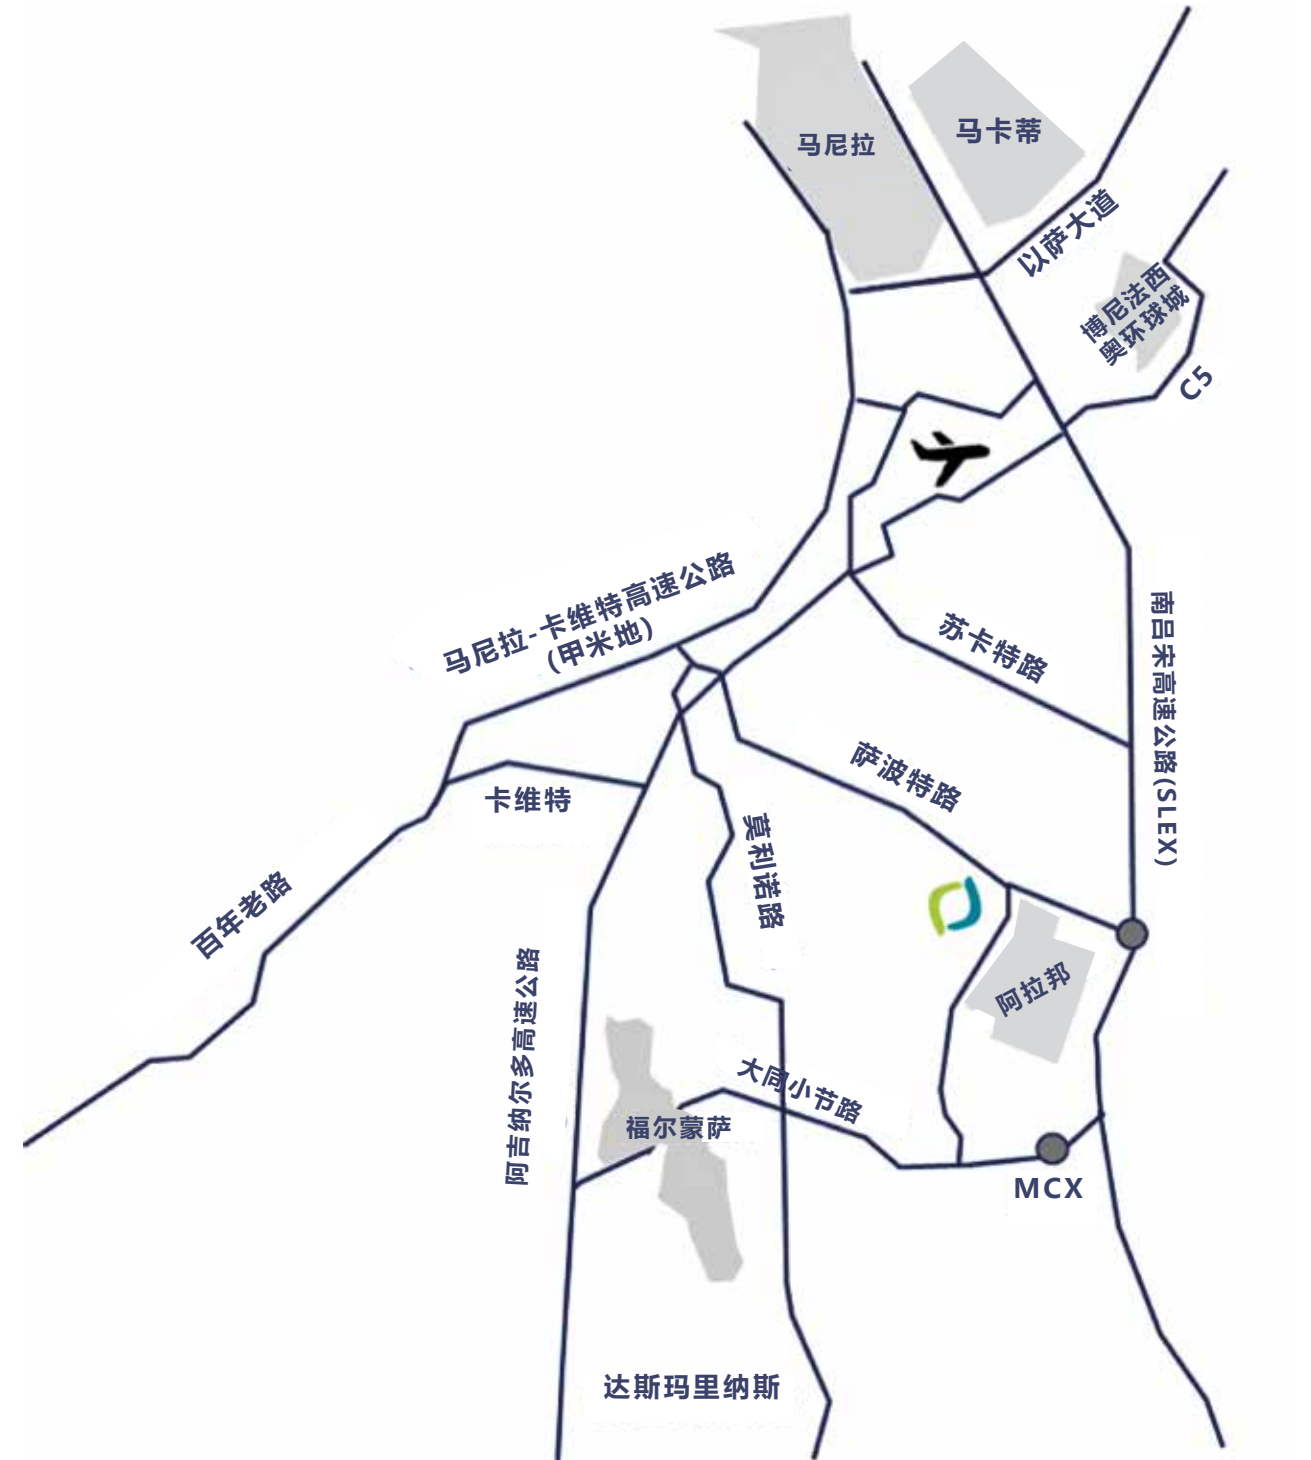 马尼拉
马卡蒂
以萨大道
博尼法西
奥环球城
C5
马尼拉-卡维特高速公路
(甲米地)
苏卡特路
南吕宋高速公路(SLEX)
萨波特路
卡维特
莫利诺路
百年老路
阿吉纳尔多高速公路
阿拉邦
大同小节路
福尔蒙萨
MCX
达斯玛里纳斯